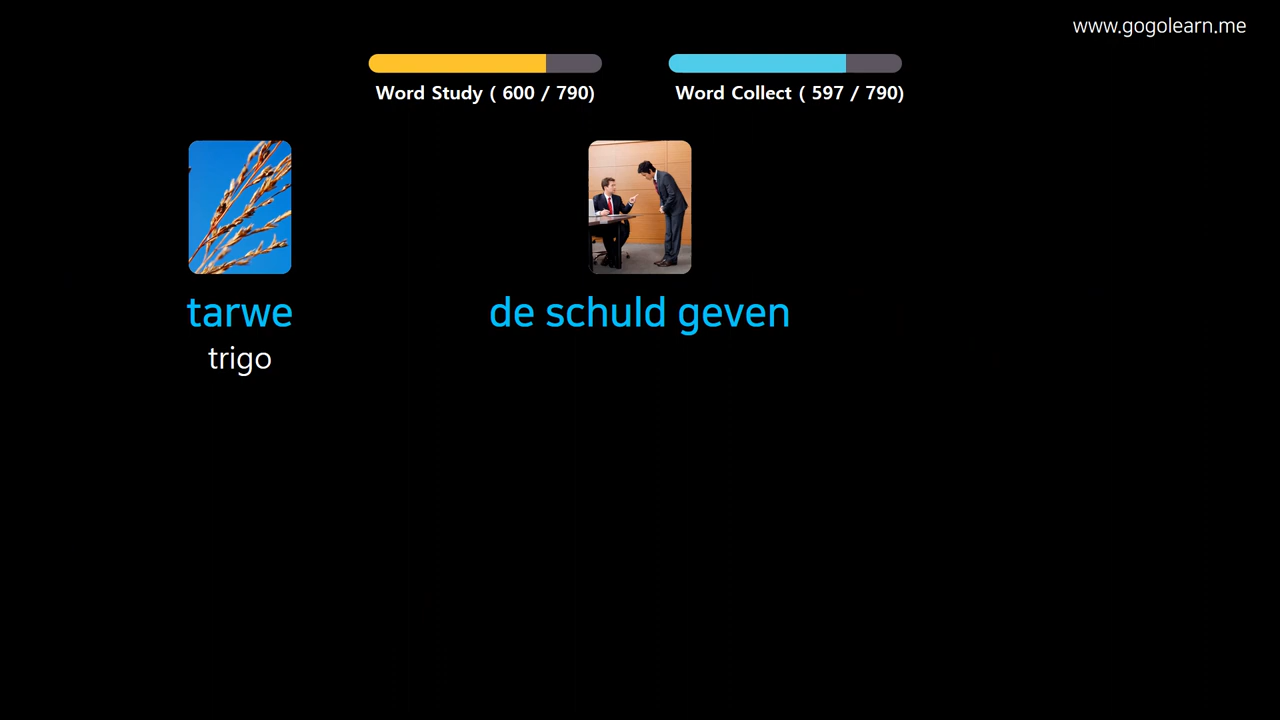 www.gogolearn.me
Word Study ( 600 / 790)
Word Collect ( 597 / 790)
tarwe
trigo
de schuld geven